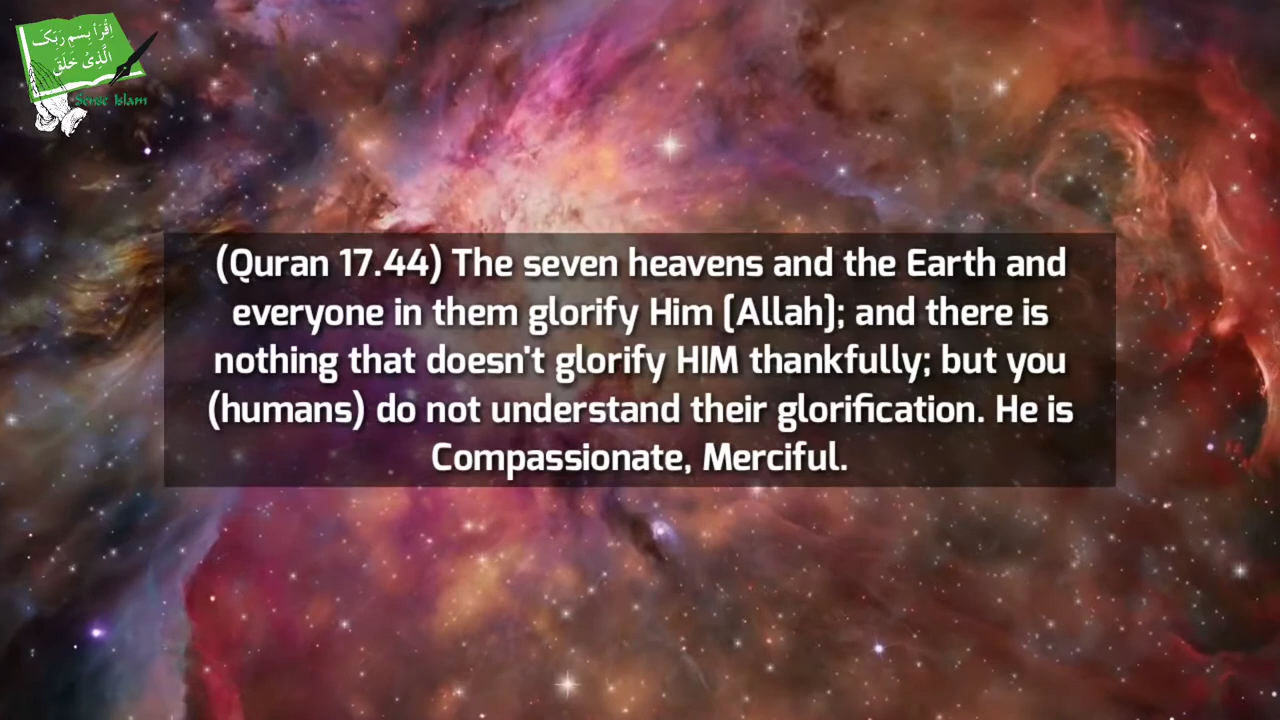 اِقْرَاْ بِسْمِ رَبِّكَ
الَّذِیْ خَلَقَ
Sense Islam
(Quran 17.44) The seven heavens and the Earth and
everyone in them glorify Him (Allah); and there is
nothing that doesn't glorify HIM thankfully; but you
(humans) do not understand their glorification. He is
Compassionate, Merciful.